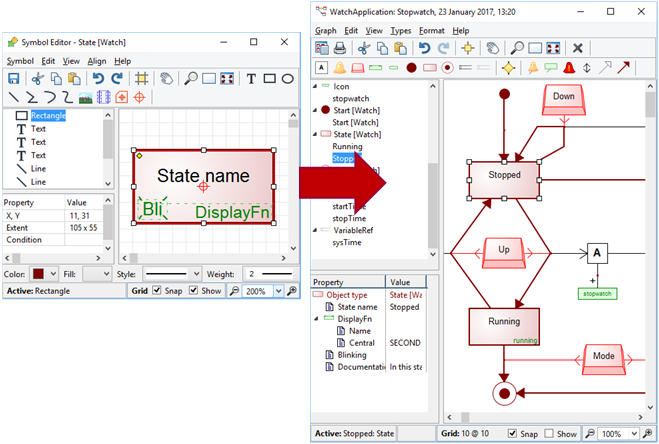 Symbol Editor - State [Watch]
Symbol Edit View Align Help
T
Rectangle
T Text
T Text
T Text
Line
Line
Property Value
X, Y 11, 31
Extent 105 x 55
Condition
State name
Bli
DisplayFn
Color: Fill: Style: Weight: 2
Active: Rectangle Grid Snap Show 200%
WatchApplication: Stopwatch, 23 January 2017, 13:20
Graph Edit View Types Format Help
A
Icon
stopwatch
Start [Watch]
Start [Watch]
State [Watch]
Running
Stopp
startTime
stopTime
VariableRef
sysTime
Property Value
Object type State [Wa
State name Stopped
DisplayFn
Name
Central SECOND
Blinking
Documentatio In this sta
Down
Stopped
Up
A
stopwatch
Running
running
Mode
Active: Stopped: State Grid: 10 @ 10 Snap Show 100%